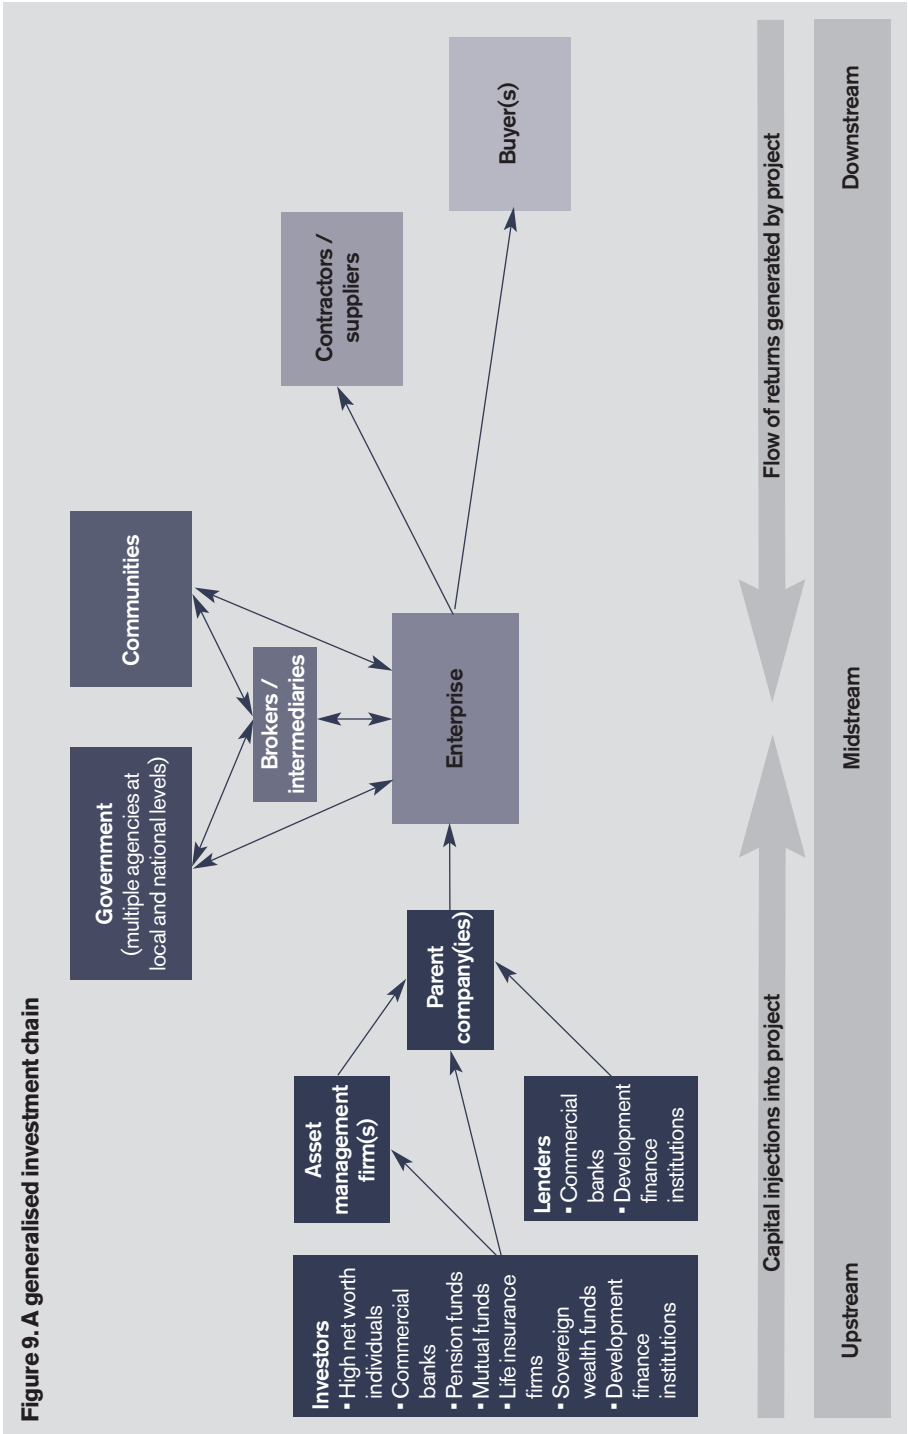 Figure 9. A generalised investment chain
Investors
▪ High net worth
individuals
▪ Commercial
banks
▪ Pension funds
▪ Mutual funds
▪ Life insurance
firms
▪ Sovereign
wealth funds
▪ Development
finance
institutions
Asset
management
firm(s)
Lenders
▪ Commercial
banks
▪ Development
finance
institutions
Parent
company(ies)
Government
(multiple agencies at
local and national levels)
Brokers /
intermediaries
Communities
Enterprise
Contractors /
suppliers
Buyer(s)
Capital injections into project
Flow of returns generated by project
Upstream
Midstream
Downstream